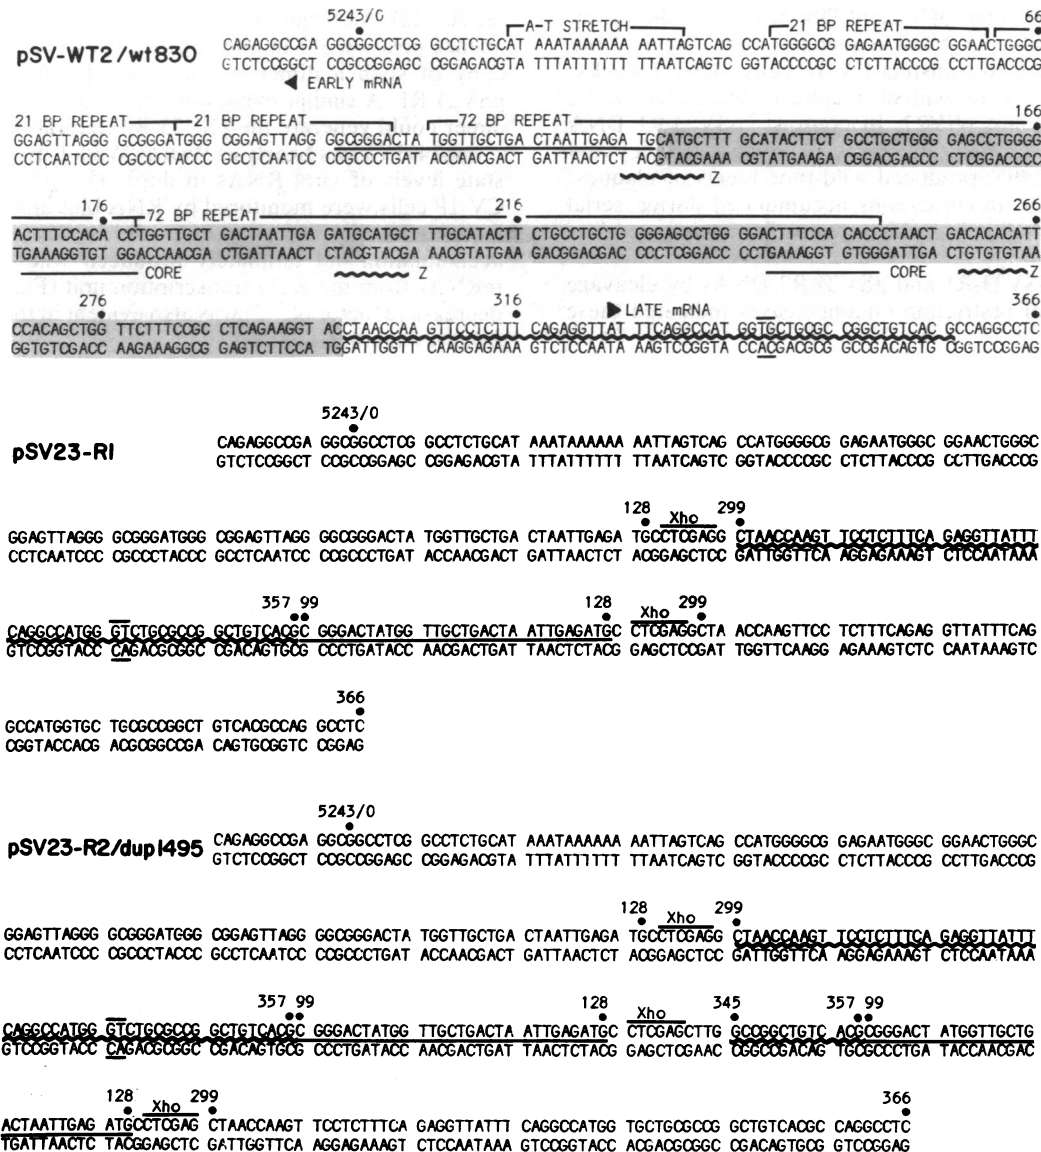 5243/0 A-T STRETCH 21 BP REPEAT 66
pSV-WT2/wt830
CAGAGGCCGA GGCGGCCTCG GCCTCTGCAT AAATAAAAAA AATTAGTCAG CCATGGGGCG GAGAATGGGC GGAACTGGGC
GTCTCCGGCT CCGCCGGAGC CGGAGACGTA TTTATTTTTT TTAATCAGTC GGTACCCCGC CTCTTACCCG CCTTGACCCG
◀ EARLY mRNA
21 BP REPEAT 21 BP REPEAT 72 BP REPEAT 166
GGAGTTAGGG GCGGGATGGG CGGAGTTAGG GGCGGGACTA TGGTTGCTGA CTAATTGAGA TGCATGCTTT GCATACTTCT GCCTGCTGGG GAGCCTGGGG
CCTCAATCCC CGCCCTACCC GCCTCAATCC CCGCCCTGAT ACCAACGACT GATTAACTCT ACGTACGAAA CGTATGAAGA CGGACGACCC CTCGGACCCC
Z
176 72 BP REPEAT 216 266
ACTTTCCACA CCTGGTTGCT GACTAATTGA GATGCATGCT TTGCATACTT CTGCCTGCTG GGGAGCCTGG GGACTTTCCA CACCCTAACT GACACACATT
TGAAAGGTGT GGACCAACGA CTGATTAACT CTACGTACGA AACGTATGAA GACGGACGAC CCCTCGGACC CCTGAAAGGT GTGGGATTGA CTGTGTGTAA
CORE Z CORE Z
276 316 ▶ LATE mRNA 366
CCACAGCTGG TTCTTTCCGC CTCAGAAGGT ACCTAACCAA GTTCCTCTTT CAGAGGTTAT TTCAGGCCAT GGTGCTGCGC CGGCTGTCAC GCCAGGCCTC
GGTGTCGACC AAGAAAGGCG GAGTCTTCCA TGGATTGGTT CAAGGAGAAA GTCTCCAATA AAGTCCGGTA CCACGACGCG GCCGACAGTG CGGTCCGGAG
5243/0
pSV23-R1
CAGAGGCCGA GGCGGCCTCG GCCTCTGCAT AAATAAAAAA AATTAGTCAG CCATGGGGCG GAGAATGGGC GGAACTGGGC
GTCTCCGGCT CCGCCGGAGC CGGAGACGTA TTTATTTTTT TTAATCAGTC GGTACCCCGC CTCTTACCCG CCTTGACCCG
128 Xho 299
GGAGTTAGGG GCGGGATGGG CGGAGTTAGG GGCGGGACTA TGGTTGCTGA CTAATTGAGA TGCCTCGAGG CTAACCAAGT TCCTCTTTCA GAGGTTATTT
CCTCAATCCC CGCCCTACCC GCCTCAATCC CCGCCCTGAT ACCAACGACT GATTAACTCT ACGGAGCTCC GATTGGTTCA AGGAGAAAGT CTCCAATAAA
357 99 128 Xho 299
CAGGCCATGG GTCTGCGCCG GCTGTCACGC GGGACTATGG TTGCTGACTA ATTGAGATGC CTCGAGGCTA ACCAAGTTCC TCTTTCAGAG GTTATTTCAG
GTCCGGTACC CAGACGCGGC CGACAGTGCG CCCTGATACC AACGACTGAT TAACTCTACG GAGCTCCGAT TGGTTCAAGG AGAAAGTCTC CAATAAAGTC
366
GCCATGGTGC TGCGCCGGCT GTCACGCCAG GCCTC
CGGTACCACG ACGCGGCCGA CAGTGCGGTC CGGAG
5243/0
pSV23-R2/dup1495
CAGAGGCCGA GGCGGCCTCG GCCTCTGCAT AAATAAAAAA AATTAGTCAG CCATGGGGCG GAGAATGGGC GGAACTGGGC
GTCTCCGGCT CCGCCGGAGC CGGAGACGTA TTTATTTTTT TTAATCAGTC GGTACCCCGC CTCTTACCCG CCTTGACCCG
128 Xho 299
GGAGTTAGGG GCGGGATGGG CGGAGTTAGG GGCGGGACTA TGGTTGCTGA CTAATTGAGA TGCCTCGAGG CTAACCAAGT TCCTCTTTCA GAGGTTATTT
CCTCAATCCC CGCCCTACCC GCCTCAATCC CCGCCCTGAT ACCAACGACT GATTAACTCT ACGGAGCTCC GATTGGTTCA AGGAGAAAGT CTCCAATAAA
357 99 128 Xho 345 357 99
CAGGCCATGG GTCTGCGCCG GCTGTCACGC GGGACTATGG TTGCTGACTA ATTGAGATGC CTCGAGCTTG GCCGGCTGTC ACGCGGGACT ATGGTTGCTG
GTCCGGTACC CAGACGCGGC CGACAGTGCG CCCTGATACC AACGACTGAT TAACTCTACG GAGCTCGAAC CGGCCGACAG TGCGCCCTGA TACCAACGAC
128 Xho 299 366
ACTAATTGAG ATGCCTCGAG CTAACCAAGT TCCTCTTTCA GAGGTTATTT CAGGCCATGG TGCTGCGCCG GCTGTCACGC CAGGCCTC
TGATTAACTC TACGGAGCTC GATTGGTTCA AGGAGAAAGT CTCCAATAAA GTCCGGTACC ACGACGCGGC CGACAGTGCG GTCCGGAG